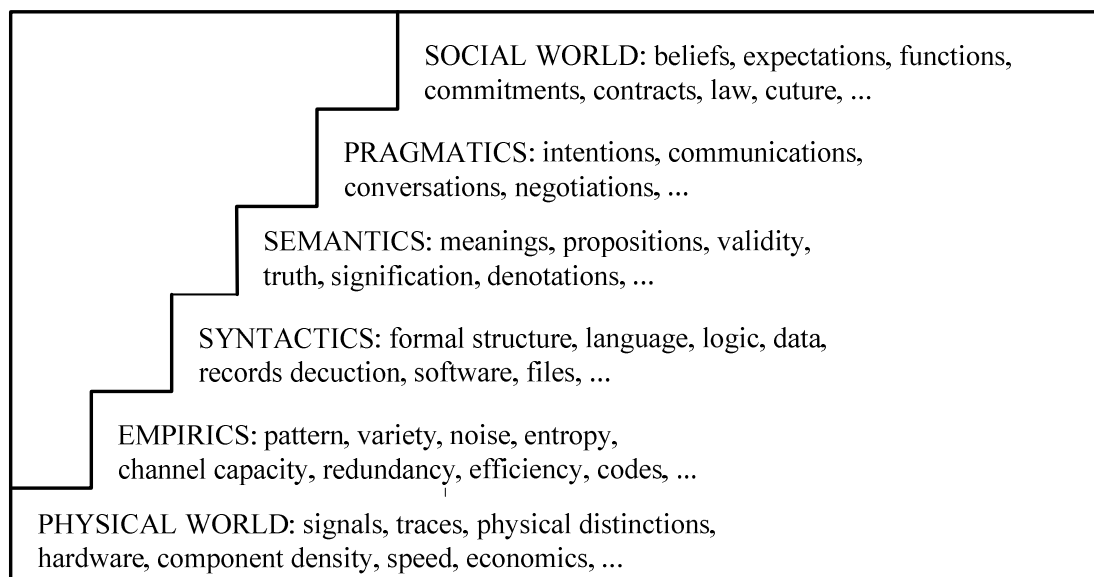 SOCIAL WORLD: beliefs, expectations, functions,
commitments, contracts, law, cuture, ...
PRAGMATICS: intentions, communications,
conversations, negotiations, ...
SEMANTICS: meanings, propositions, validity,
truth, signification, denotations, ...
SYNTACTICS: formal structure, language, logic, data,
records decuction, software, files, ...
EMPIRICS: pattern, variety, noise, entropy,
channel capacity, redundancy, efficiency, codes, ...
PHYSICAL WORLD: signals, traces, physical distinctions,
hardware, component density, speed, economics, ...